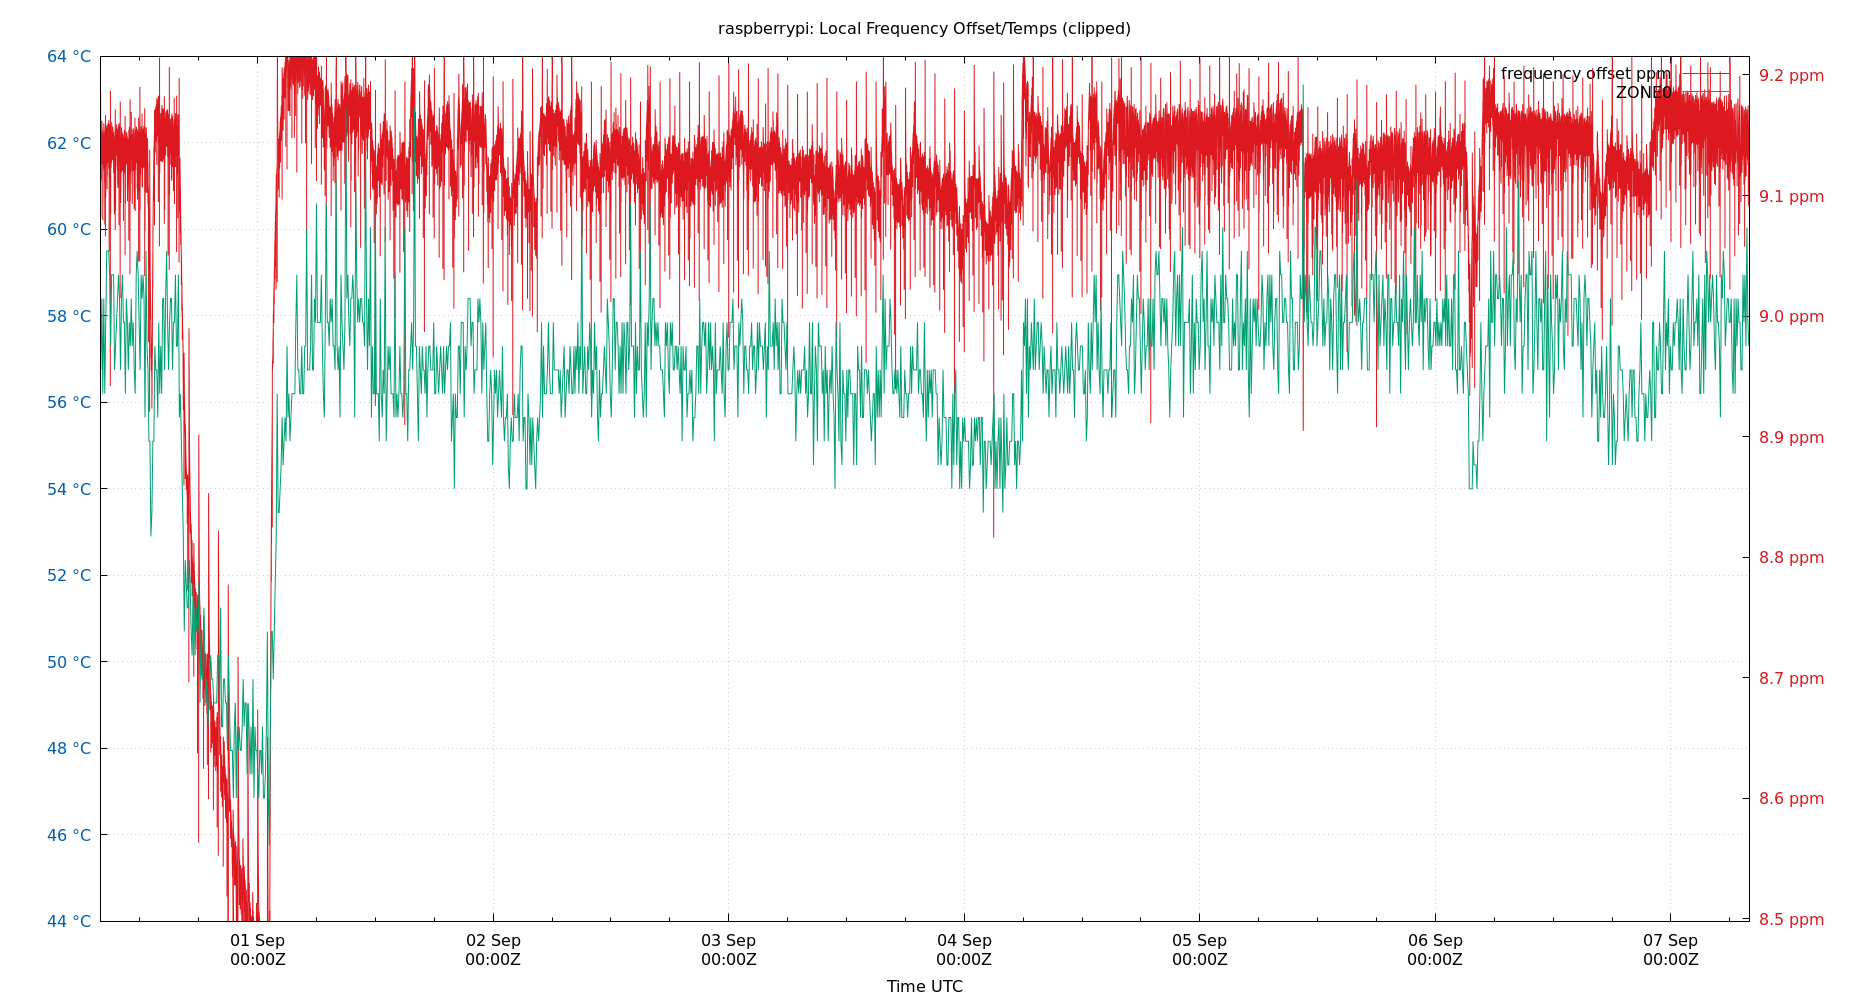 raspberrypi: Local Frequency Offset/Temps (clipped)
frequency offset ppm
ZONE0
64 °C
62 °C
60 °C
58 °C
56 °C
54 °C
52 °C
50 °C
48 °C
46 °C
44 °C
9.2 ppm
9.1 ppm
9.0 ppm
8.9 ppm
8.8 ppm
8.7 ppm
8.6 ppm
8.5 ppm
01 Sep 02 Sep 03 Sep 04 Sep 05 Sep 06 Sep 07 Sep
00:00Z 00:00Z 00:00Z 00:00Z 00:00Z 00:00Z 00:00Z
Time UTC